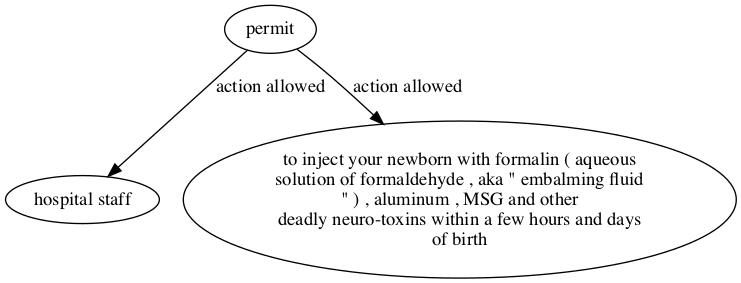 permit
action allowed
action allowed
hospital staff
to inject your newborn with formalin ( aqueous
solution of formaldehyde , aka " embalming fluid
" ) , aluminum , MSG and other
deadly neuro-toxins within a few hours and days
of birth